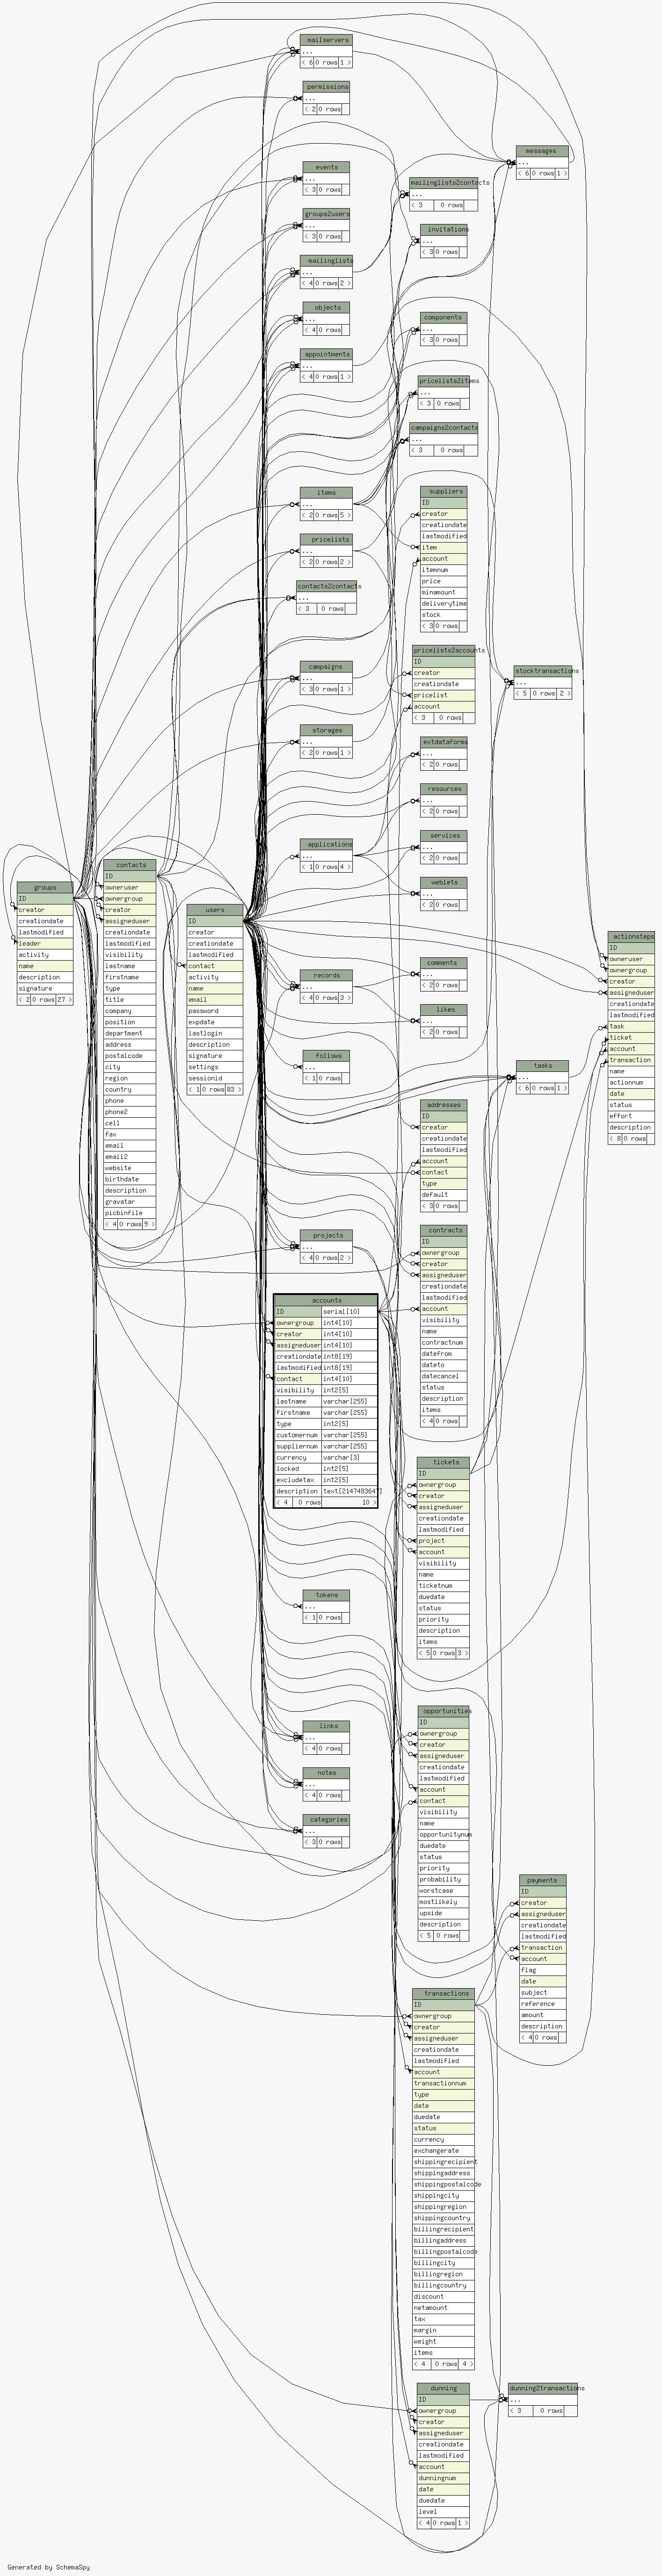 mailservers
...
< 6 0 rows 1 >
permissions
...
< 2 0 rows
events
...
< 3 0 rows
groups2users
...
< 3 0 rows
mailinglists
...
< 4 0 rows 2 >
objects
...
< 4 0 rows
appointments
...
< 4 0 rows 1 >
items
...
< 2 0 rows 5 >
pricelists
...
< 2 0 rows 2 >
contacts2contacts
...
< 3 0 rows
campaigns
...
< 3 0 rows 1 >
storages
...
< 2 0 rows 1 >
applications
...
< 1 0 rows 4 >
records
...
< 4 0 rows 3 >
follows
...
< 1 0 rows
projects
...
< 4 0 rows 2 >
messages
...
< 6 0 rows 1 >
mailinglists2contacts
...
< 3 0 rows
invitations
...
< 3 0 rows
components
...
< 3 0 rows
pricelists2items
...
< 3 0 rows
campaigns2contacts
...
< 3 0 rows
suppliers
ID
creator
creationdate
lastmodified
item
account
itemnum
price
minamount
deliverytime
stock
< 3 0 rows
pricelists2accounts
ID
creator
creationdate
pricelist
account
< 3 0 rows
stocktransactions
...
< 5 0 rows 2 >
extdataforms
...
< 2 0 rows
resources
...
< 2 0 rows
services
...
< 2 0 rows
weblets
...
< 2 0 rows
comments
...
< 2 0 rows
likes
...
< 2 0 rows
tasks
...
< 6 0 rows 1 >
groups
ID
creator
creationdate
lastmodified
leader
activity
name
description
signature
< 2 0 rows 27 >
contacts
ID
owneruser
ownergroup
creator
assigneduser
creationdate
lastmodified
visibility
lastname
firstname
type
title
company
position
department
address
postalcode
city
region
country
phone
phone2
cell
fax
email
email2
website
birthdate
description
gravatar
picbinfile
< 4 0 rows 9 >
users
ID
creator
creationdate
lastmodified
contact
activity
name
email
password
expdate
lastlogin
description
signature
settings
sessionid
< 1 0 rows 83 >
actionsteps
ID
owneruser
ownergroup
creator
assigneduser
creationdate
lastmodified
task
ticket
account
transaction
name
actionnum
date
status
effort
description
< 8 0 rows
addresses
ID
creator
creationdate
lastmodified
account
contact
type
default
< 3 0 rows
contracts
ID
ownergroup
creator
assigneduser
creationdate
lastmodified
account
visibility
name
contractnum
datefrom
dateto
datecancel
status
description
items
< 4 0 rows
accounts
ID serial[10]
ownergroup int4[10]
creator int4[10]
assigneduser int4[10]
creationdate int8[19]
lastmodified int8[19]
contact int4[10]
visibility int2[5]
lastname varchar[255]
firstname varchar[255]
type int2[5]
customernum varchar[255]
suppliernum varchar[255]
currency varchar[3]
locked int2[5]
excludetax int2[5]
description text[2147483647]
< 4 0 rows 10 >
tickets
ID
ownergroup
creator
assigneduser
creationdate
lastmodified
project
account
visibility
name
ticketnum
duedate
status
priority
description
items
< 5 0 rows 3 >
tokens
...
< 1 0 rows
links
...
< 4 0 rows
notes
...
< 4 0 rows
categories
...
< 3 0 rows
opportunities
ID
ownergroup
creator
assigneduser
creationdate
lastmodified
account
contact
visibility
name
opportunitynum
duedate
status
priority
probability
worstcase
mostlikely
upside
description
< 5 0 rows
payments
ID
creator
assigneduser
creationdate
lastmodified
transaction
account
flag
date
subject
reference
amount
description
< 4 0 rows
transactions
ID
ownergroup
creator
assigneduser
creationdate
lastmodified
account
transactionnum
type
date
duedate
status
currency
exchangerate
shippingrecipient
shippingaddress
shippingpostalcode
shippingcity
shippingregion
shippingcountry
billingrecipient
billingaddress
billingpostalcode
billingcity
billingregion
billingcountry
discount
netamount
tax
margin
weight
items
< 4 0 rows 4 >
dunning
ID
ownergroup
creator
assigneduser
creationdate
lastmodified
account
dunningnum
date
duedate
level
< 4 0 rows 1 >
dunning2transactions
...
< 3 0 rows
Generated by SchemaSpy